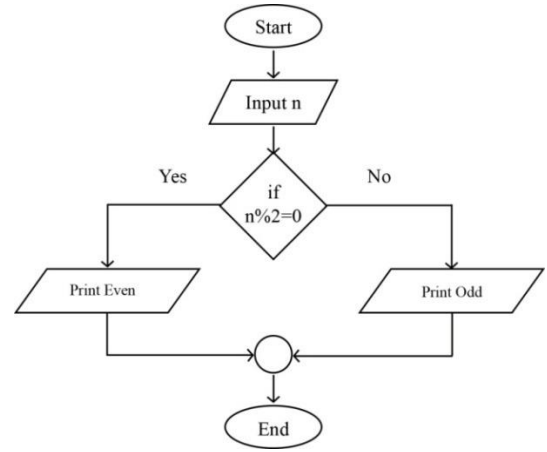 Start
Input n
Yes
No
if
n%2=0
Print Even
Print Odd
End